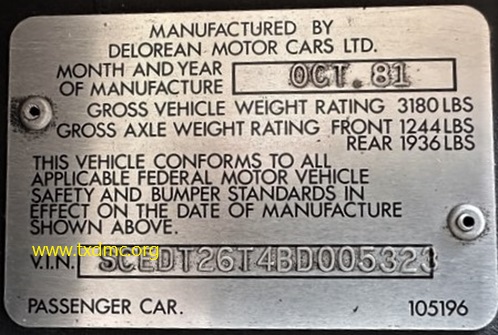 MANUFACTURED BY
DELOREAN MOTOR CARS LTD.
MONTH AND YEAR
OF MANUFACTURE OCT. 81
GROSS VEHICLE WEIGHT RATING 3180 LBS
GROSS AXLE WEIGHT RATING FRONT 1244 LBS
REAR 1936 LBS
THIS VEHICLE CONFORMS TO ALL
APPLICABLE FEDERAL MOTOR VEHICLE
SAFETY AND BUMPER STANDARDS IN
EFFECT ON THE DATE OF MANUFACTURE
SHOWN ABOVE.
www.txdmc.org
V.I.N. SCEDT26T4BD005323
PASSENGER CAR. 105196